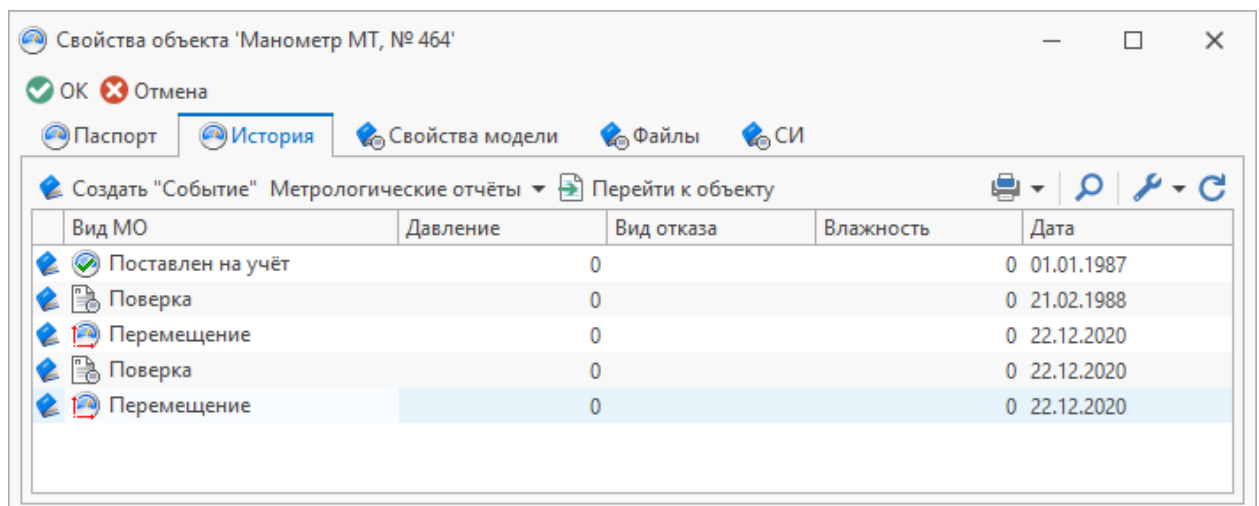 Свойства объекта 'Манометр МТ, № 464'
ОК Отмена
Паспорт История Свойства модели Файлы СИ
Создать "Событие" Метрологические отчёты Перейти к объекту
Вид МО Давление Вид отказа Влажность Дата
Поставлен на учёт 0 0 01.01.1987
Поверка 0 0 21.02.1988
Перемещение 0 0 22.12.2020
Поверка 0 0 22.12.2020
Перемещение 0 0 22.12.2020